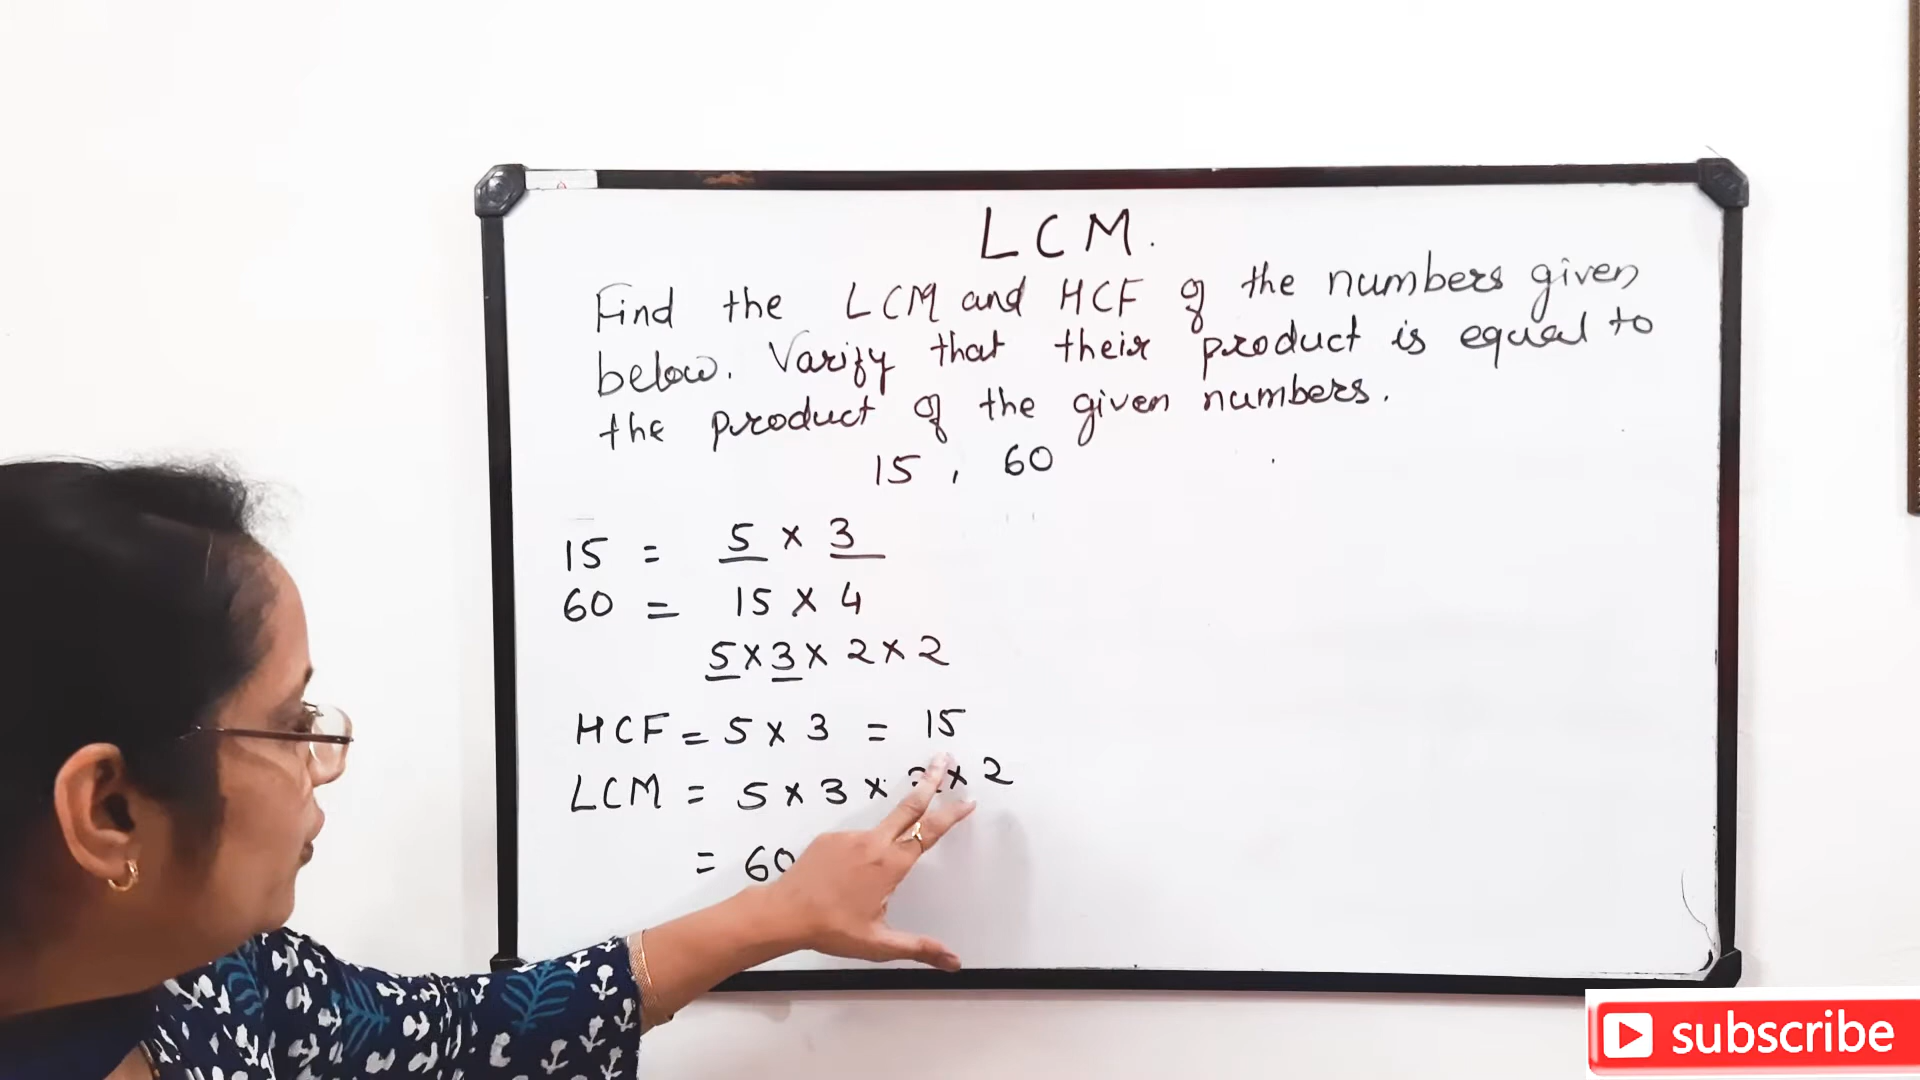 LCM.
Find the LCM and HCF of the numbers given
below. Varify that their product is equal to
the product of the given numbers.
15 , 60
15 = 5 × 3
60 = 15 × 4
5×3× 2×2
HCF = 5 × 3 = 15
LCM = 5 × 3 × 2 × 2
= 60
subscribe